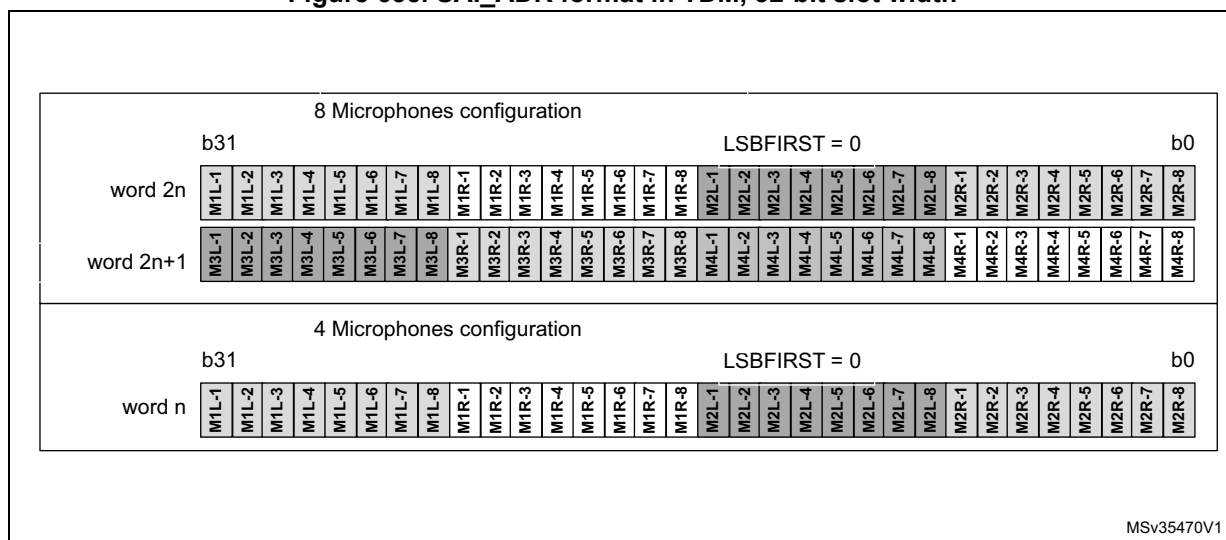 Figure SAI_ADR format in TDM, 32-bit slot width
8 Microphones configuration
b31 LSBFIRST = 0 b0
word 2n M1L-1 M1L-2 M1L-3 M1L-4 M1L-5 M1L-6 M1L-7 M1L-8 M1R-1 M1R-2 M1R-3 M1R-4 M1R-5 M1R-6 M1R-7 M1R-8 M2L-1 M2L-2 M2L-3 M2L-4 M2L-5 M2L-6 M2L-7 M2L-8 M2R-1 M2R-2 M2R-3 M2R-4 M2R-5 M2R-6 M2R-7 M2R-8
word 2n+1 M3L-1 M3L-2 M3L-3 M3L-4 M3L-5 M3L-6 M3L-7 M3L-8 M3R-1 M3R-2 M3R-3 M3R-4 M3R-5 M3R-6 M3R-7 M3R-8 M4L-1 M4L-2 M4L-3 M4L-4 M4L-5 M4L-6 M4L-7 M4L-8 M4R-1 M4R-2 M4R-3 M4R-4 M4R-5 M4R-6 M4R-7 M4R-8
4 Microphones configuration
b31 LSBFIRST = 0 b0
word n M1L-1 M1L-2 M1L-3 M1L-4 M1L-5 M1L-6 M1L-7 M1L-8 M1R-1 M1R-2 M1R-3 M1R-4 M1R-5 M1R-6 M1R-7 M1R-8 M2L-1 M2L-2 M2L-3 M2L-4 M2L-5 M2L-6 M2L-7 M2L-8 M2R-1 M2R-2 M2R-3 M2R-4 M2R-5 M2R-6 M2R-7 M2R-8
MSv35470V1